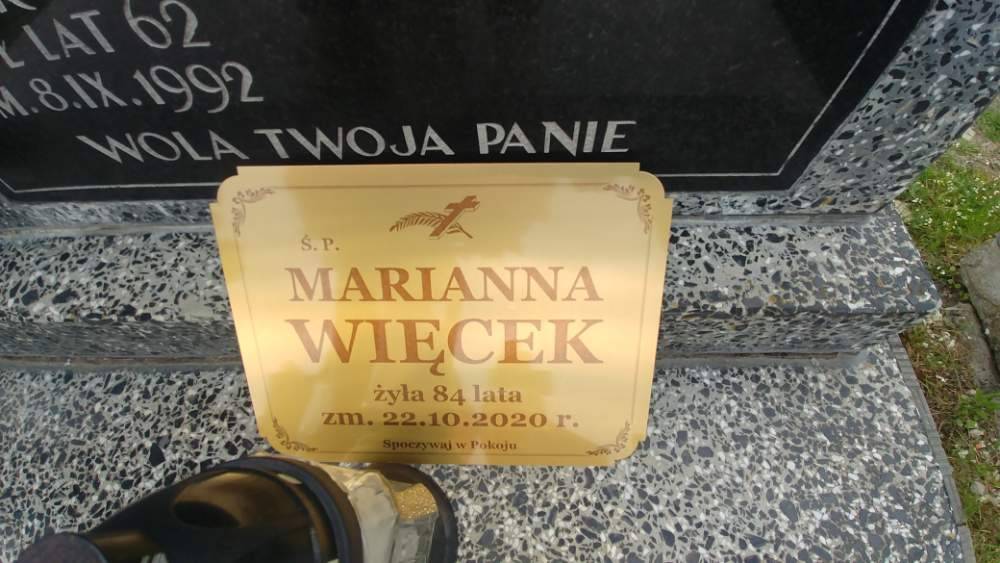 LAT 62
8.IX.1992
WOLA TWOJA PANIE
Ś. P.
MARIANNA
WIĘCEK
żyła 84 lata
zm. 22.10.2020 r.
Spoczywaj w Pokoju